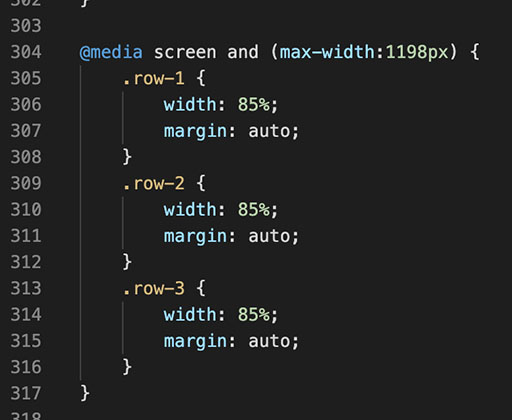 302 }
303
304 @media screen and (max-width:1198px) {
305 .row-1 {
306 width: 85%;
307 margin: auto;
308 }
309 .row-2 {
310 width: 85%;
311 margin: auto;
312 }
313 .row-3 {
314 width: 85%;
315 margin: auto;
316 }
317 }
318